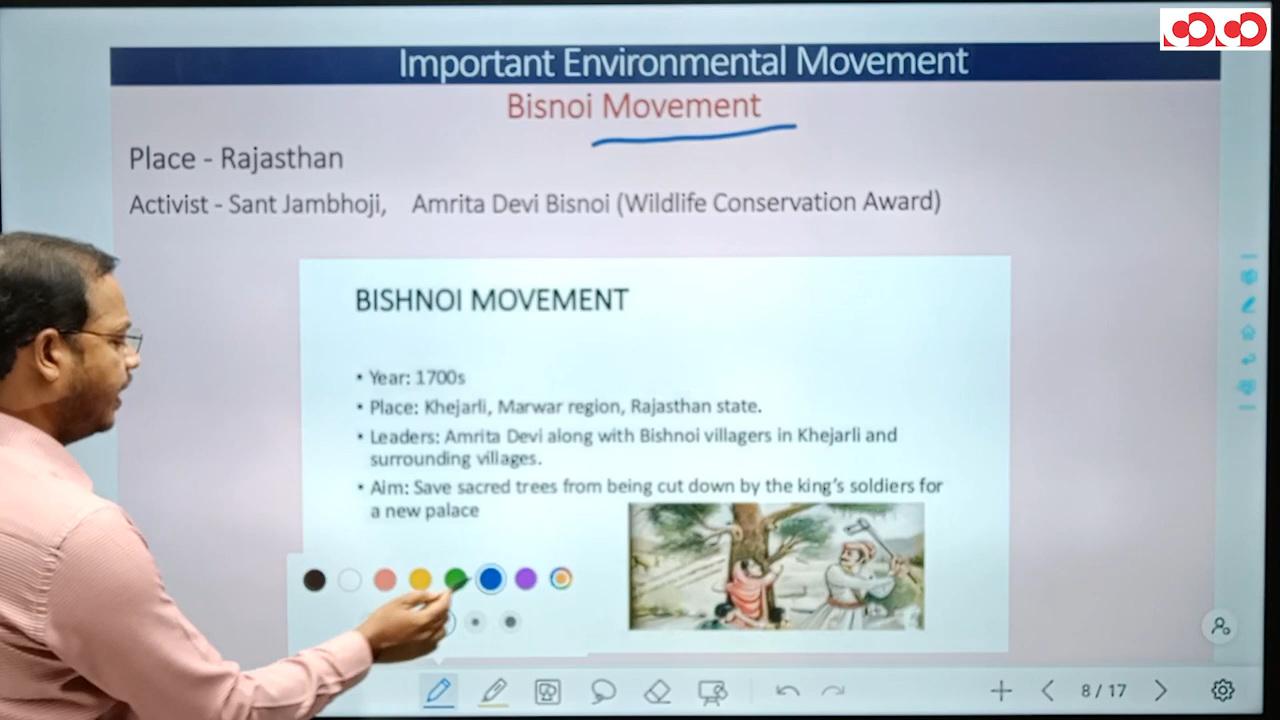 Important Environmental Movement
Bisnoi Movement
Place - Rajasthan
Activist - Sant Jambhoji, Amrita Devi Bisnoi (Wildlife Conservation Award)
BISHNOI MOVEMENT
• Year: 1700s
• Place: Khejarli, Marwar region, Rajasthan state.
• Leaders: Amrita Devi along with Bishnoi villagers in Khejarli and
surrounding villages.
• Aim: Save sacred trees from being cut down by the king's soldiers for
a new palace
8 / 17